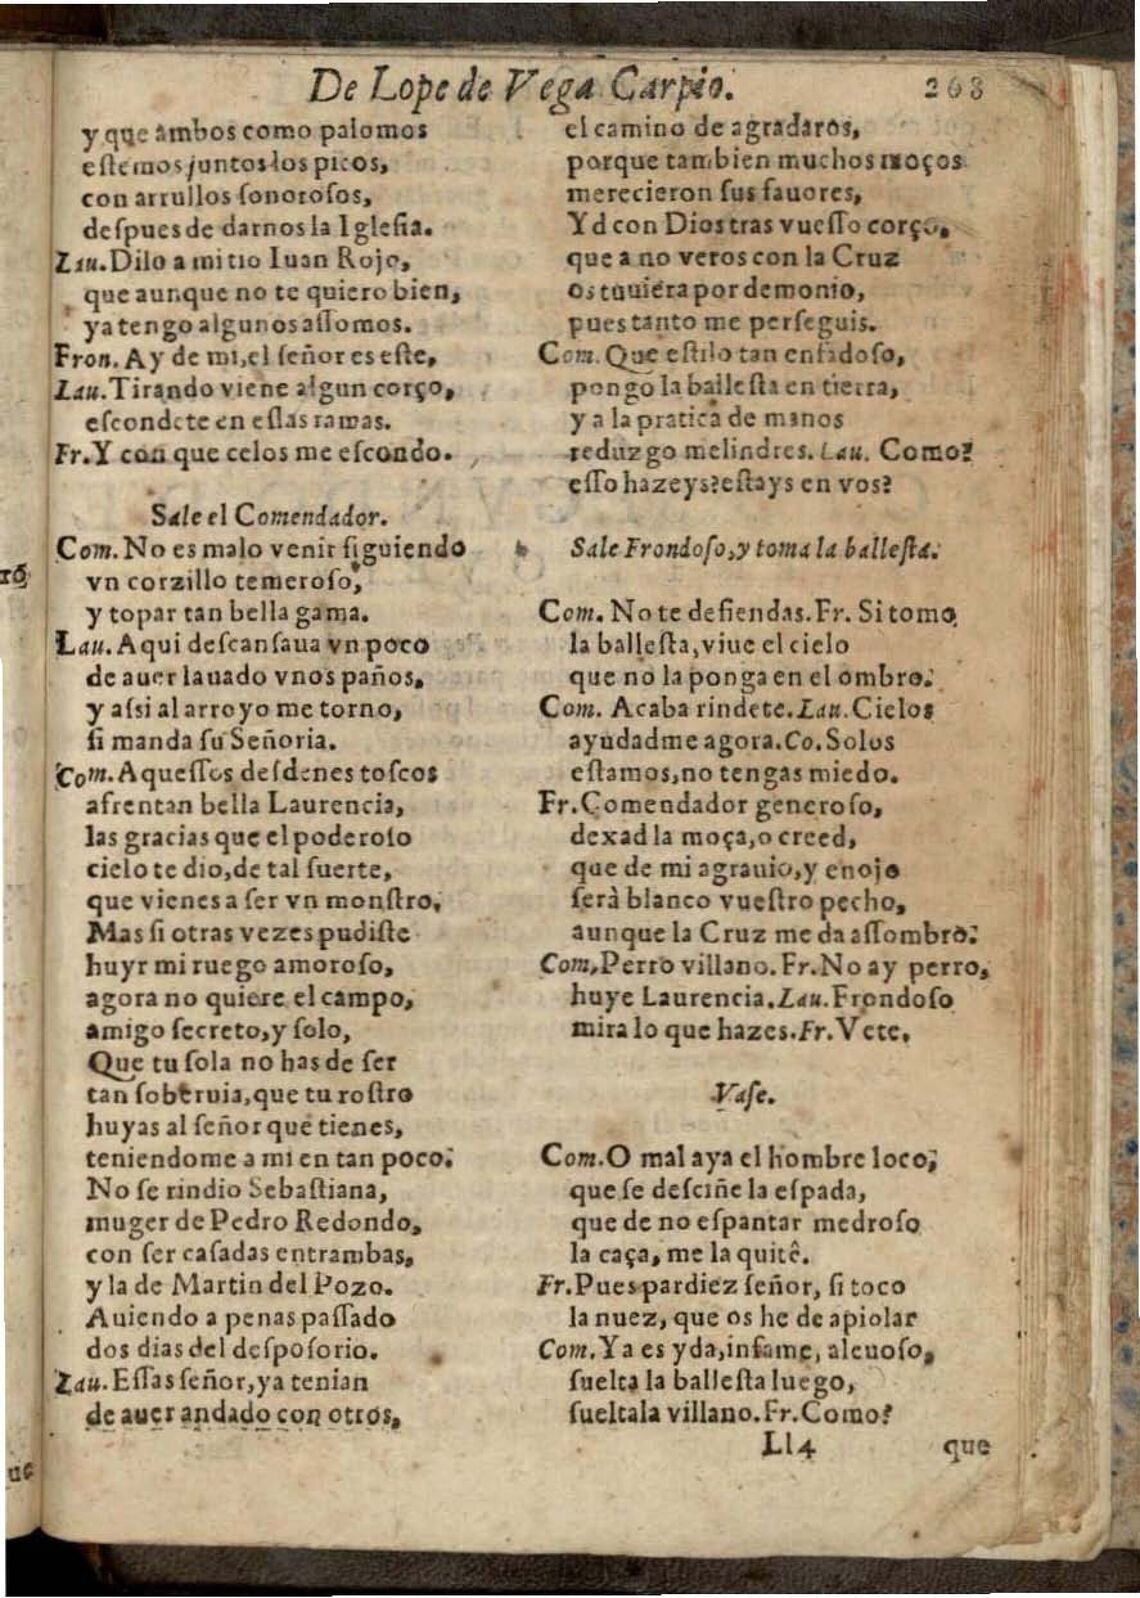 De Lope de Vega Carpio. 268
y que ambos como palomos
estemos juntos los picos,
con arrullos sonorosos,
despues de darnos la Iglesia.
Lau. Dilo a mi tio Iuan Rojo,
que aunque no te quiero bien,
ya tengo algunos assomos.
Fron. Ay de mi, el señor es este,
Lau. Tirando viene algun corço,
escondete en essas ramas.
Fr. Y con que celos me escondo.
Sale el Comendador.
Com. No es malo venir siguiendo
vn corzillo temeroso,
y topar tan bella gama.
Lau. Aqui descansaua vn poco
de auer lauado vnos paños,
y assi al arroyo me torno,
si manda su Señoria.
Com. Aquessos desdenes toscos
afrentan bella Laurencia,
las gracias que el poderoso
cielo te dio, de tal suerte,
que vienes a ser vn monstro.
Mas si otras vezes pudiste
huyr mi ruego amoroso,
agora no quiere el campo,
amigo secreto, y solo,
Que tu sola no has de ser
tan soberuia, que tu rostro
huyas al señor que tienes,
teniendome a mi en tan poco.
No se rindio Sebastiana,
muger de Pedro Redondo,
con ser casadas entrambas,
y la de Martin del Pozo.
Auiendo a penas passado
dos dias del desposorio.
Lau. Essas señor, ya tenian
de auer andado con otros,
el camino de agradaros,
porque tambien muchos moços
merecieron sus fauores,
Yd con Dios tras vuesso corço,
que a no veros con la Cruz
os tuuiera por demonio,
pues tanto me perseguis.
Com. Que estilo tan enfadoso,
pongo la ballesta en tierra,
y a la pratica de manos
reduzgo melindres. Lau. Como?
esso hazeys? estays en vos?
Sale Frondoso, y toma la ballesta.
Com. No te defiendas. Fr. Si tomo
la ballesta, viue el cielo
que no la ponga en el ombro.
Com. Acaba rindete. Lau. Cielos
ayudadme agora. Co. Solos
estamos, no tengas miedo.
Fr. Comendador generoso,
dexad la moça, o creed,
que de mi agrauio, y enojo
serà blanco vuestro pecho,
aunque la Cruz me da assombro.
Com, Perro villano. Fr. No ay perro,
huye Laurencia. Lau. Frondoso
mira lo que hazes. Fr. Vete.
Vase.
Com. O mal aya el hombre loco,
que se desciñe la espada,
que de no espantar medroso
la caça, me la quitê.
Fr. Pues pardiez señor, si toco
la nuez, que os he de apiolar
Com. Ya es yda, infame, aleuoso,
suelta la ballesta luego,
sueltala villano. Fr. Como?
Ll4 que